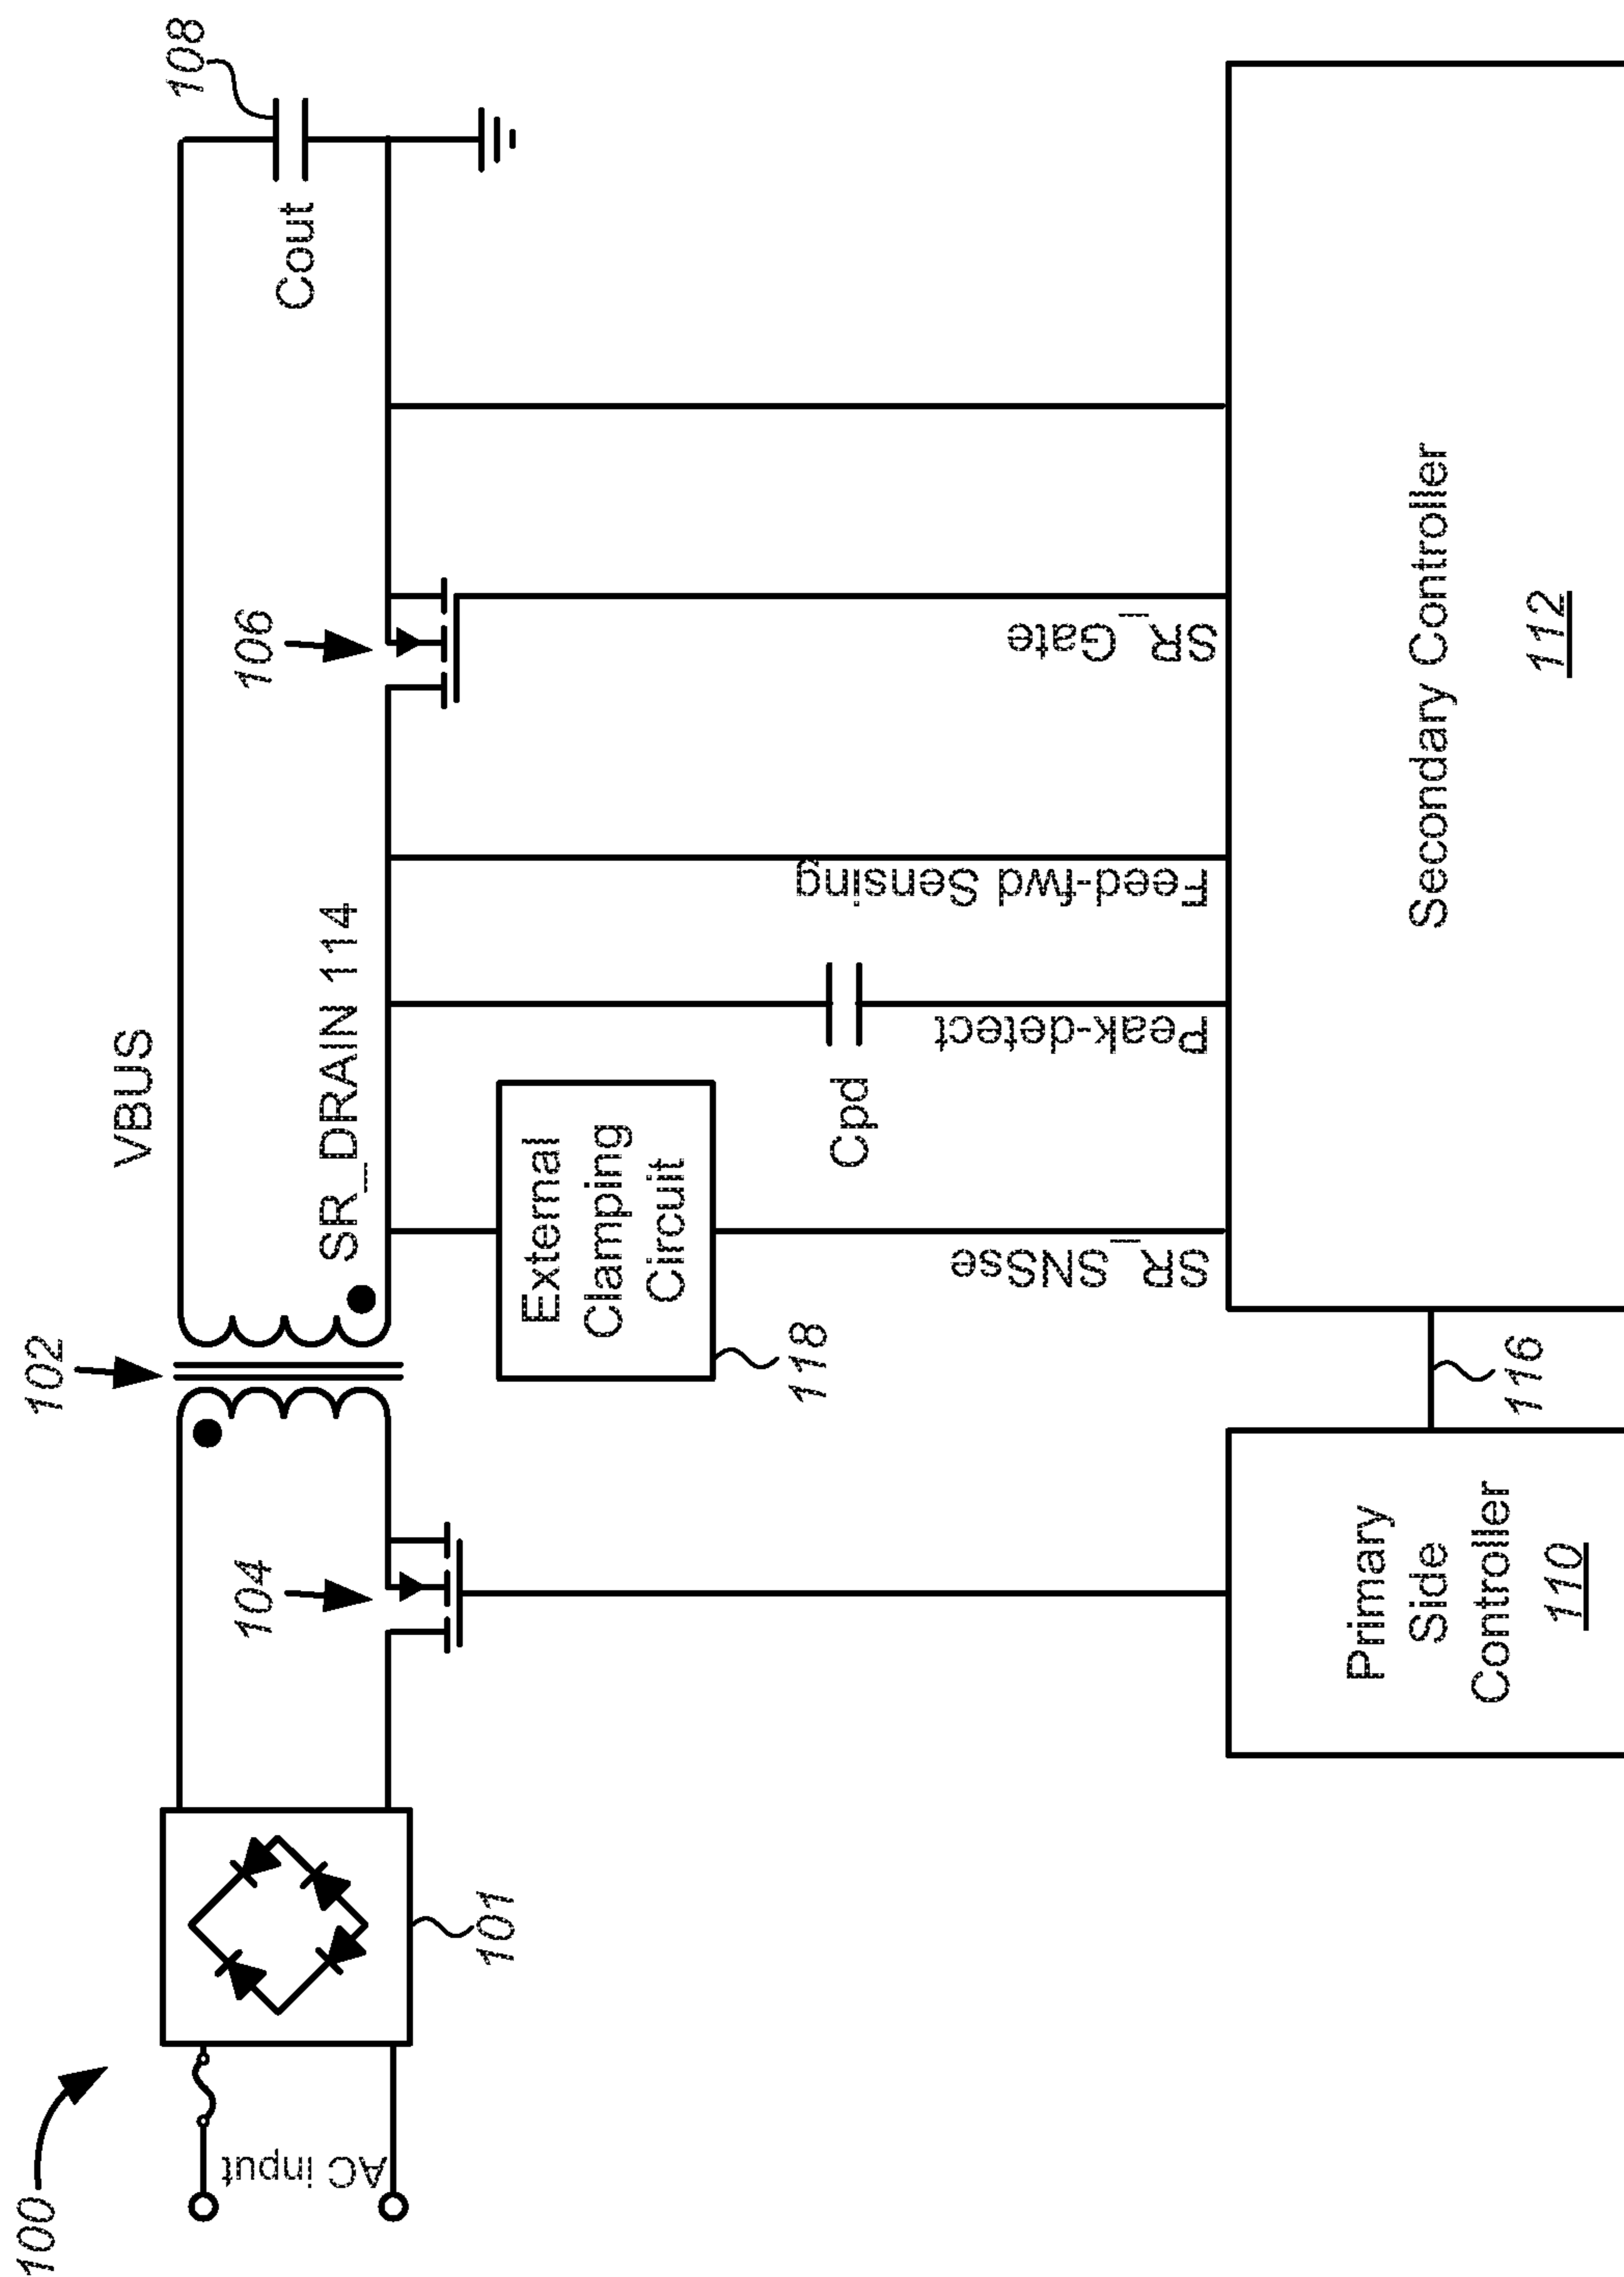 100
102
VBUS
108
104
SR_DRAIN 114
106
Cout
AC input
101
External
Clamping
Circuit
118
Cpd
SR_SNSse
Peak-detect
Feed-fwd Sensing
SR_Gate
Primary
Side
Controller
110
116
Secondary Controller
112